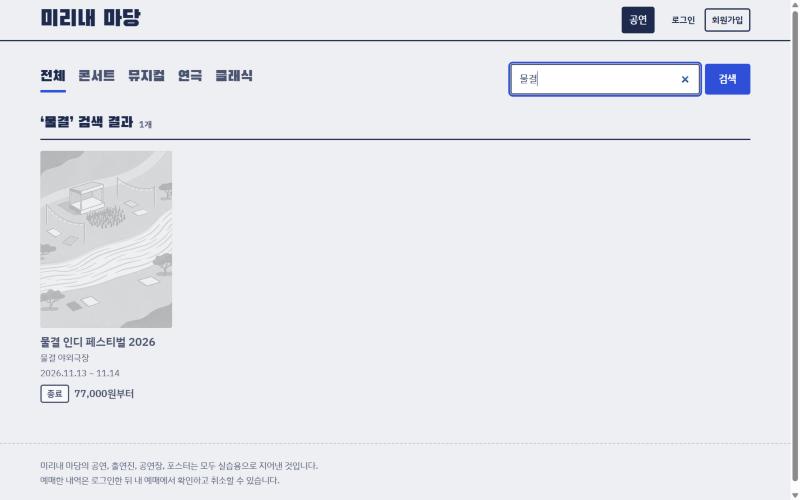 미리내 마당
공연 로그인 회원가입
전체 콘서트 뮤지컬 연극 클래식
물결 × 검색
‘물결’ 검색 결과 1개
물결 인디 페스티벌 2026
물결 야외극장
2026.11.13 ~ 11.14
종료 77,000원부터
미리내 마당의 공연, 출연진, 공연장, 포스터는 모두 실습용으로 지어낸 것입니다.
예매한 내역은 로그인한 뒤 내 예매에서 확인하고 취소할 수 있습니다.